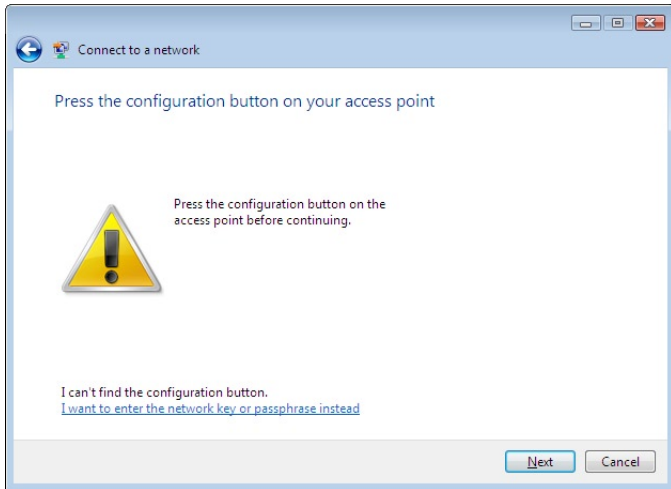 Connect to a network
Press the configuration button on your access point
Press the configuration button on the
access point before continuing.
I can't find the configuration button.
I want to enter the network key or passphrase instead
Next Cancel